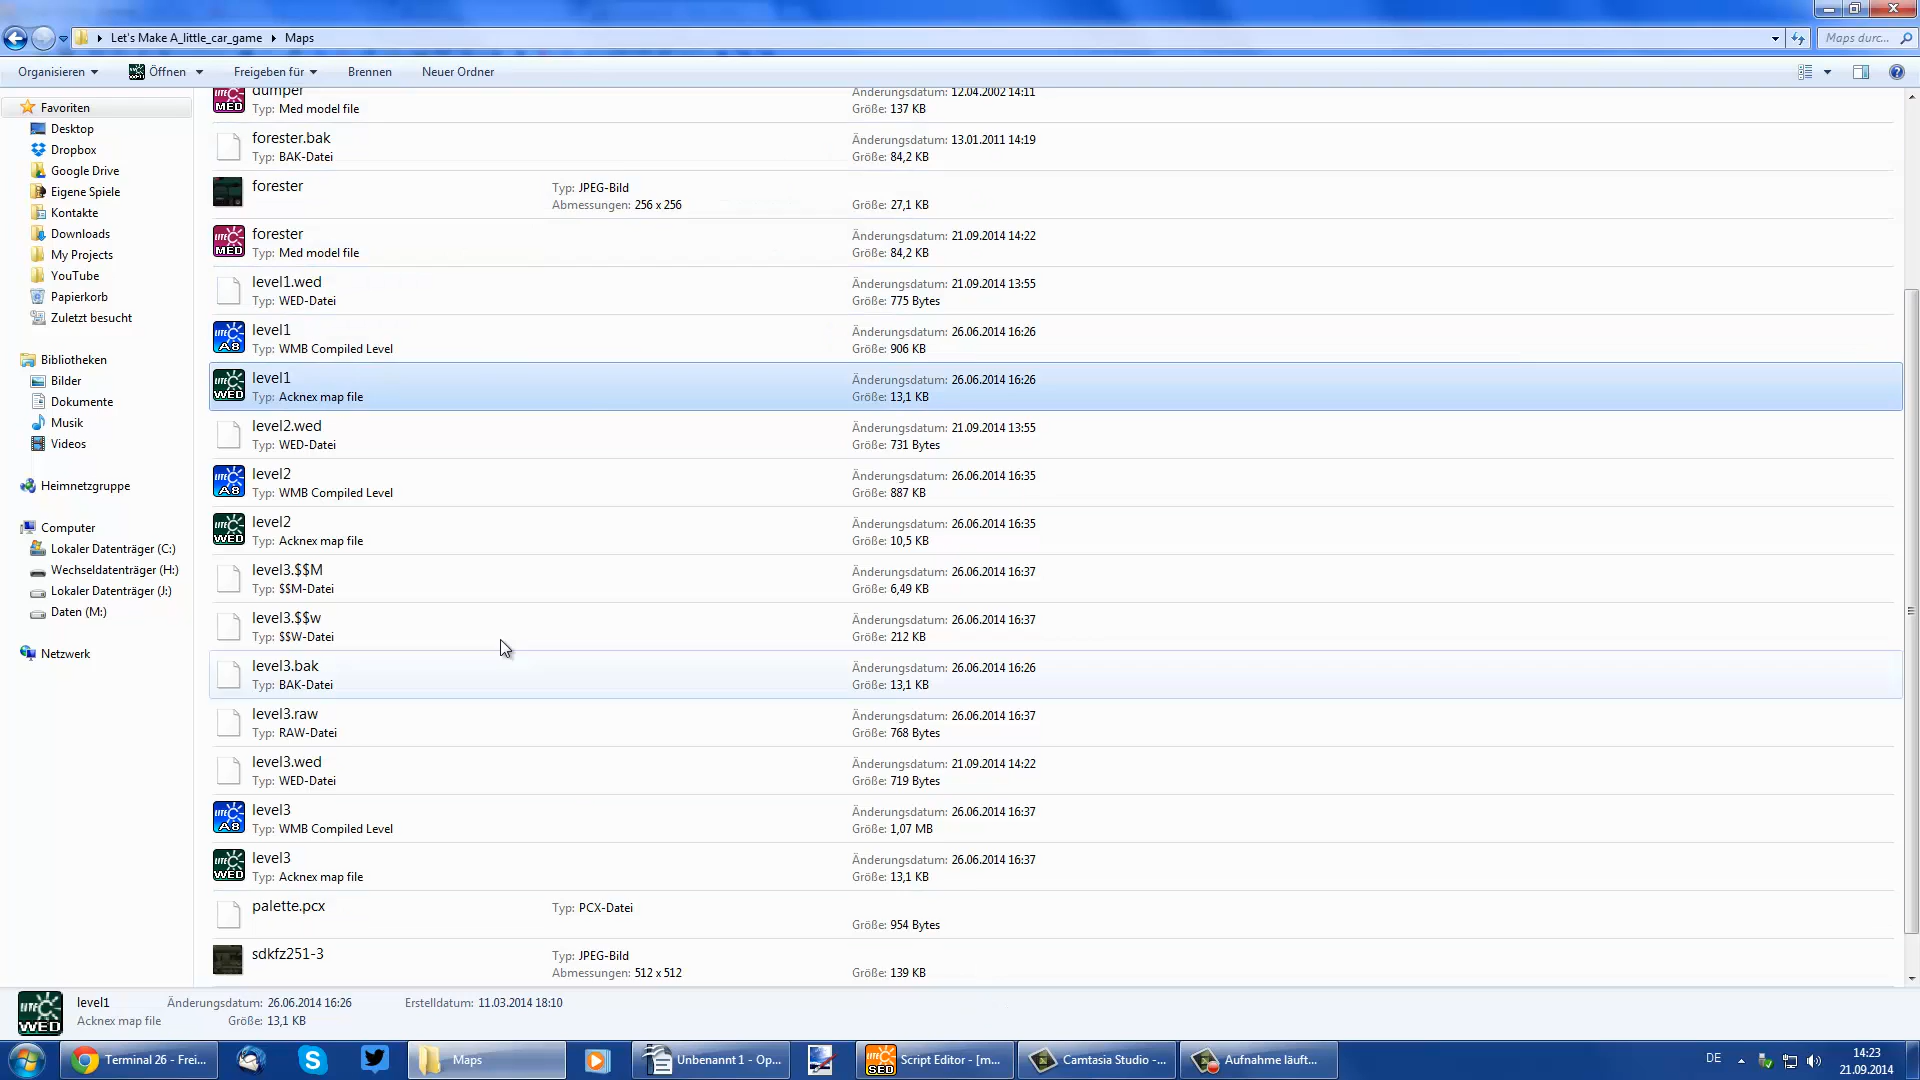 Let's Make A_little_car_game
Maps
Maps durc...
Organisieren
Öffnen
Freigeben für
Brennen
Neuer Ordner
Favoriten
Desktop
Dropbox
Google Drive
Eigene Spiele
Kontakte
Downloads
My Projects
YouTube
Papierkorb
Zuletzt besucht
Bibliotheken
Bilder
Dokumente
Musik
Videos
Heimnetzgruppe
Computer
Lokaler Datenträger (C:)
Wechseldatenträger (H:)
Lokaler Datenträger (J:)
Daten (M:)
Netzwerk
dumper Änderungsdatum: 12.04.2002 14:11
Typ: Med model file Größe: 137 KB
forester.bak Änderungsdatum: 13.01.2011 14:19
Typ: BAK-Datei Größe: 84,2 KB
forester Typ: JPEG-Bild
Abmessungen: 256 x 256 Größe: 27,1 KB
forester Änderungsdatum: 21.09.2014 14:22
Typ: Med model file Größe: 84,2 KB
level1.wed Änderungsdatum: 21.09.2014 13:55
Typ: WED-Datei Größe: 775 Bytes
level1 Änderungsdatum: 26.06.2014 16:26
Typ: WMB Compiled Level Größe: 906 KB
level1 Änderungsdatum: 26.06.2014 16:26
Typ: Acknex map file Größe: 13,1 KB
level2.wed Änderungsdatum: 21.09.2014 13:55
Typ: WED-Datei Größe: 731 Bytes
level2 Änderungsdatum: 26.06.2014 16:35
Typ: WMB Compiled Level Größe: 887 KB
level2 Änderungsdatum: 26.06.2014 16:35
Typ: Acknex map file Größe: 10,5 KB
level3.$$M Änderungsdatum: 26.06.2014 16:37
Typ: $$M-Datei Größe: 6,49 KB
level3.$$w Änderungsdatum: 26.06.2014 16:37
Typ: $$W-Datei Größe: 212 KB
level3.bak Änderungsdatum: 26.06.2014 16:26
Typ: BAK-Datei Größe: 13,1 KB
level3.raw Änderungsdatum: 26.06.2014 16:37
Typ: RAW-Datei Größe: 768 Bytes
level3.wed Änderungsdatum: 21.09.2014 14:22
Typ: WED-Datei Größe: 719 Bytes
level3 Änderungsdatum: 26.06.2014 16:37
Typ: WMB Compiled Level Größe: 1,07 MB
level3 Änderungsdatum: 26.06.2014 16:37
Typ: Acknex map file Größe: 13,1 KB
palette.pcx Typ: PCX-Datei
Größe: 954 Bytes
sdkfz251-3 Typ: JPEG-Bild
Abmessungen: 512 x 512 Größe: 139 KB
level1 Änderungsdatum: 26.06.2014 16:26 Erstelldatum: 11.03.2014 18:10
Acknex map file Größe: 13,1 KB
Terminal 26 - Frei...
Maps
Unbenannt 1 - Op...
Script Editor - [m...
Camtasia Studio -...
Aufnahme läuft...
DE
14:23
21.09.2014